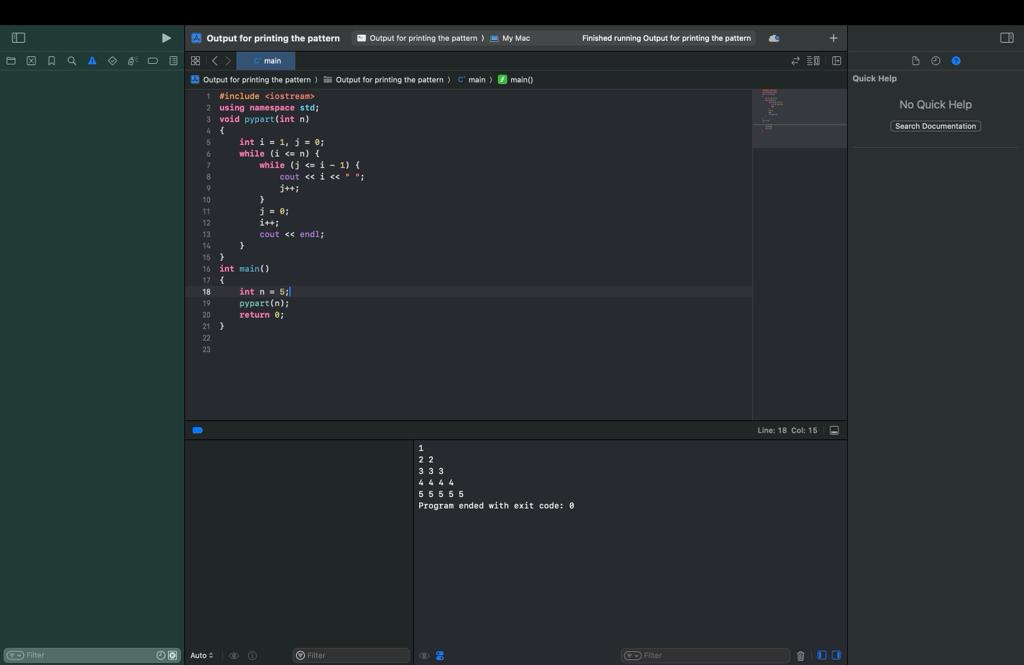 Output for printing the pattern
Output for printing the pattern ⟩ My Mac
Finished running Output for printing the pattern
main
Output for printing the pattern ⟩ Output for printing the pattern ⟩ main ⟩ main()
1 #include <iostream>
2 using namespace std;
3 void pypart(int n)
4 {
5     int i = 1, j = 0;
6     while (i <= n) {
7         while (j <= i - 1) {
8             cout << i << " ";
9             j++;
10         }
11         j = 0;
12         i++;
13         cout << endl;
14     }
15 }
16 int main()
17 {
18     int n = 5;
19     pypart(n);
20     return 0;
21 }
22
23
Quick Help
No Quick Help
Search Documentation
Line: 18 Col: 15
1
2 2
3 3 3
4 4 4 4
5 5 5 5 5
Program ended with exit code: 0
Filter
Auto
Filter
Filter